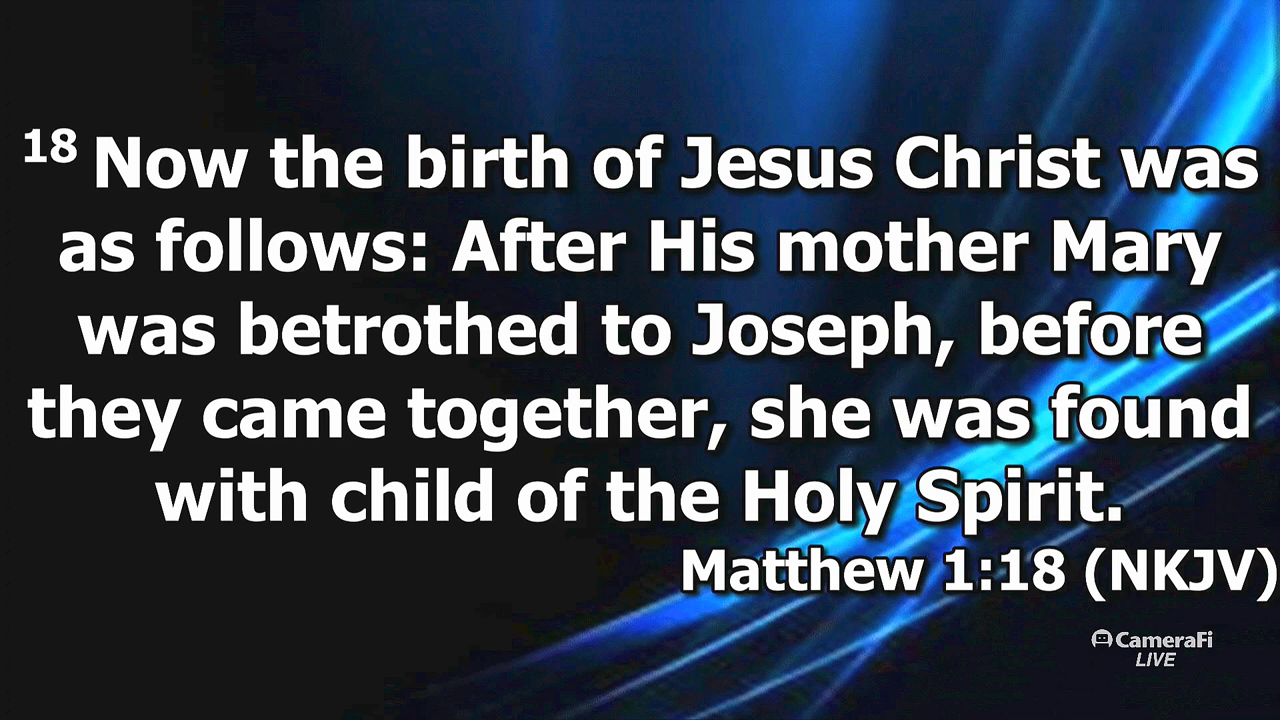 18 Now the birth of Jesus Christ was
as follows: After His mother Mary
was betrothed to Joseph, before
they came together, she was found
with child of the Holy Spirit.
Matthew 1:18 (NKJV)
CameraFi
LIVE